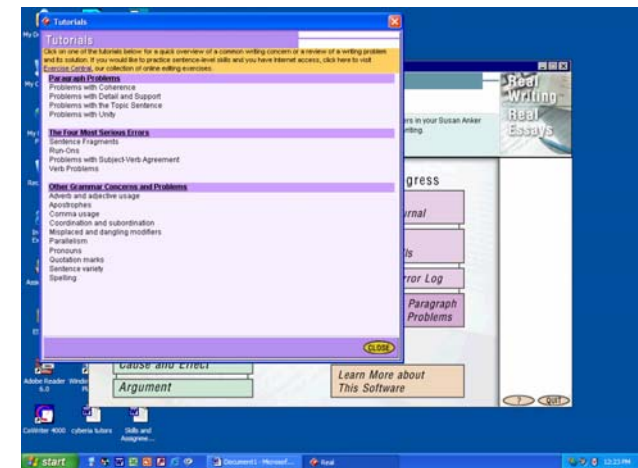 Tutorials
Tutorials
Click on one of the tutorials below for a quick overview of a common writing concern or a review of a writing problem
and its solution. If you would like to practice sentence-level skills and you have Internet access, click here to visit
Exercise Central, our collection of online editing exercises.
Paragraph Problems
Problems with Coherence
Problems with Detail and Support
Problems with the Topic Sentence
Problems with Unity
The Four Most Serious Errors
Sentence Fragments
Run-Ons
Problems with Subject-Verb Agreement
Verb Problems
Other Grammar Concerns and Problems
Adverb and adjective usage
Apostrophes
Comma usage
Coordination and subordination
Misplaced and dangling modifiers
Parallelism
Pronouns
Quotation marks
Sentence variety
Spelling
CLOSE
Real
Writing
Real
Essays
ers in your Susan Anker
gress
urnal
ls
ror Log
Paragraph
Problems
Cause and Effect
Argument
Learn More about
This Software
? QUIT
Adobe Reader
6.0
CoWriter 4000
cyberia tutors
Skills and
Assignme...
start
Document1 - Microsof...
Real
12:23 PM